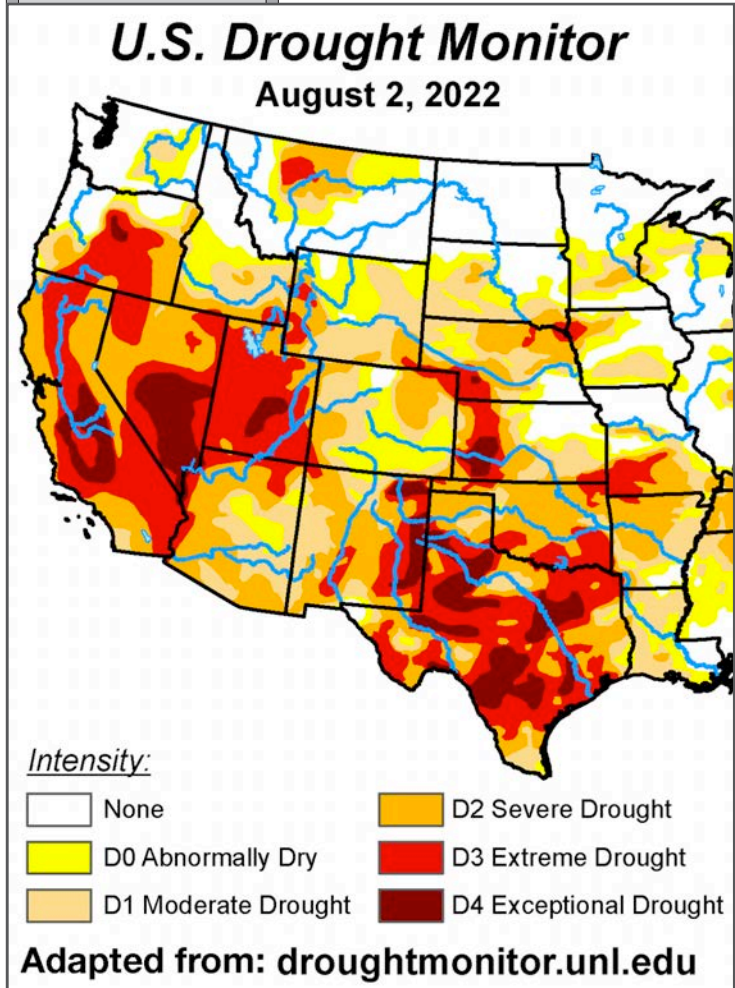 U.S. Drought Monitor
August 2, 2022
Intensity:
None
D0 Abnormally Dry
D1 Moderate Drought
D2 Severe Drought
D3 Extreme Drought
D4 Exceptional Drought
Adapted from: droughtmonitor.unl.edu